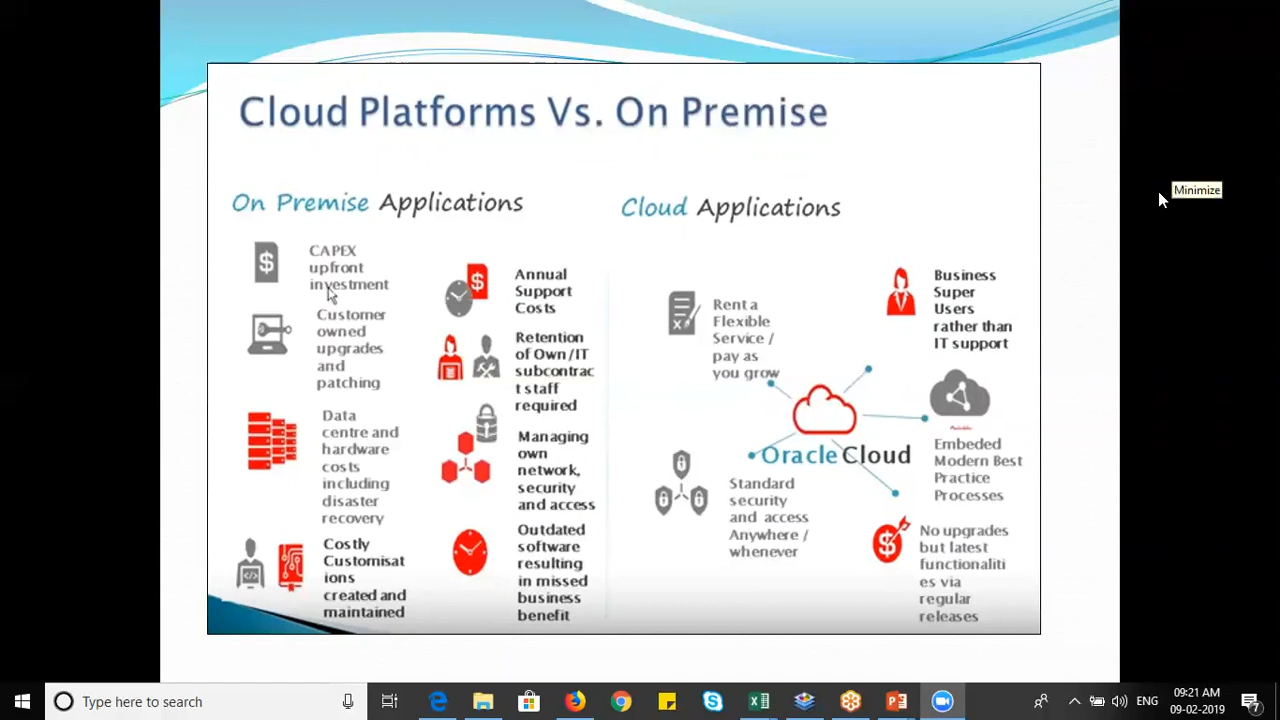 Cloud Platforms Vs. On Premise
On Premise Applications
CAPEX
upfront
investment
Customer
owned
upgrades
and
patching
Data
centre and
hardware
costs
including
disaster
recovery
Costly
Customisat
ions
created and
maintained
Annual
Support
Costs
Retention
of Own /IT
subcontrac
t staff
required
Managing
own
network,
security
and access
Outdated
software
resulting
in missed
business
benefit
Cloud Applications
Rent a
Flexible
Service /
pay as
you grow
Business
Super
Users
rather than
IT support
Oracle Cloud
Standard
security
and access
Anywhere /
whenever
Embeded
Modern Best
Practice
Processes
No upgrades
but latest
functionaliti
es via
regular
releases
Minimize
Type here to search
ENG
09:21 AM
09-02-2019
7